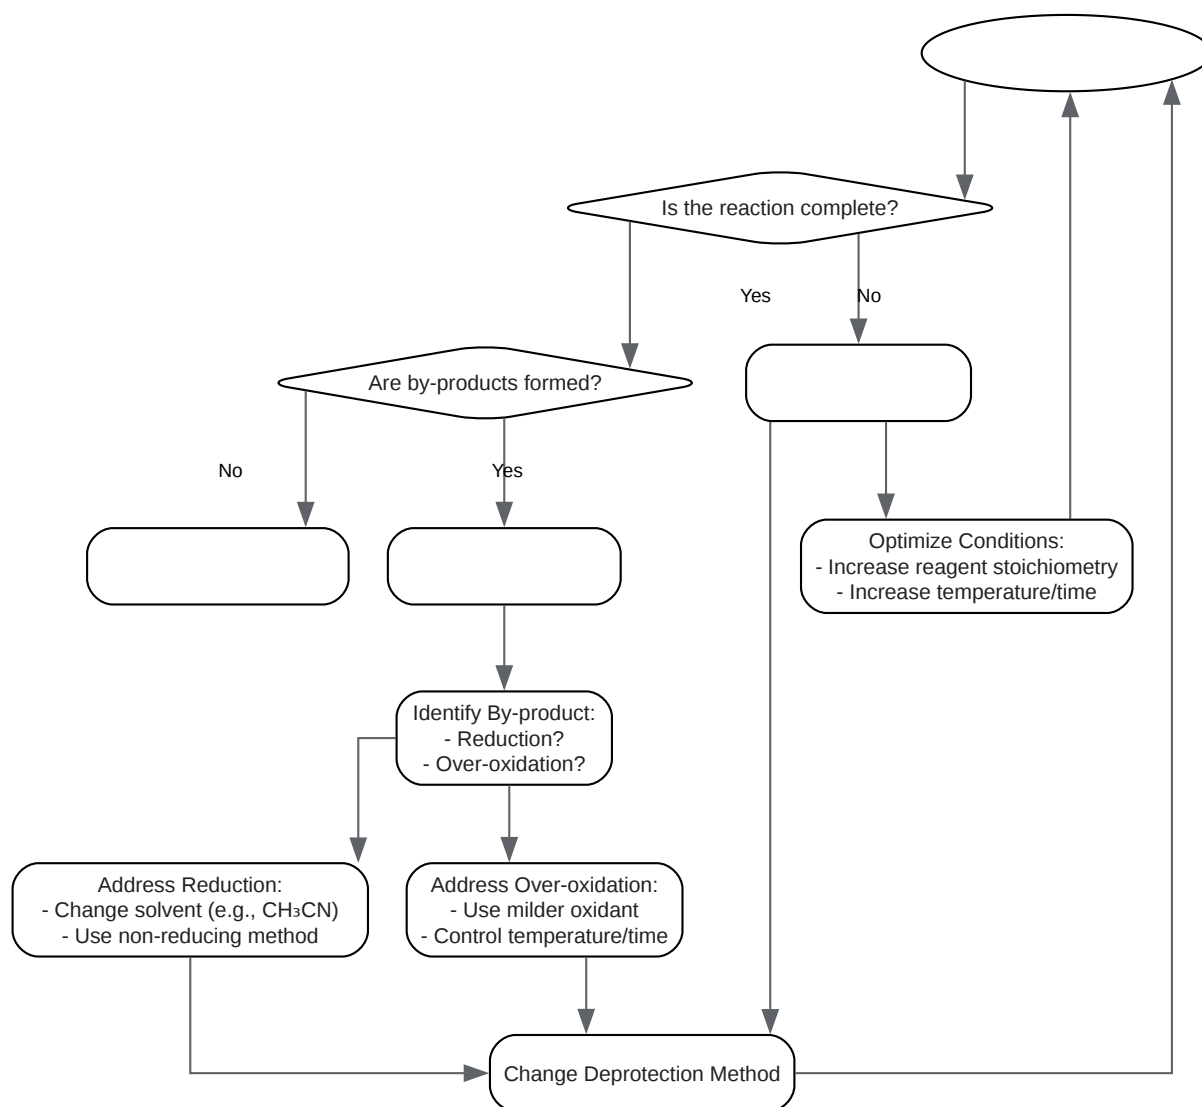 Is the reaction complete?
Yes
No
Are by-products formed?
No
Yes
Optimize Conditions:
- Increase reagent stoichiometry
- Increase temperature/time
Identify By-product:
- Reduction?
- Over-oxidation?
Address Reduction:
- Change solvent (e.g., CH₃CN)
- Use non-reducing method
Address Over-oxidation:
- Use milder oxidant
- Control temperature/time
Change Deprotection Method